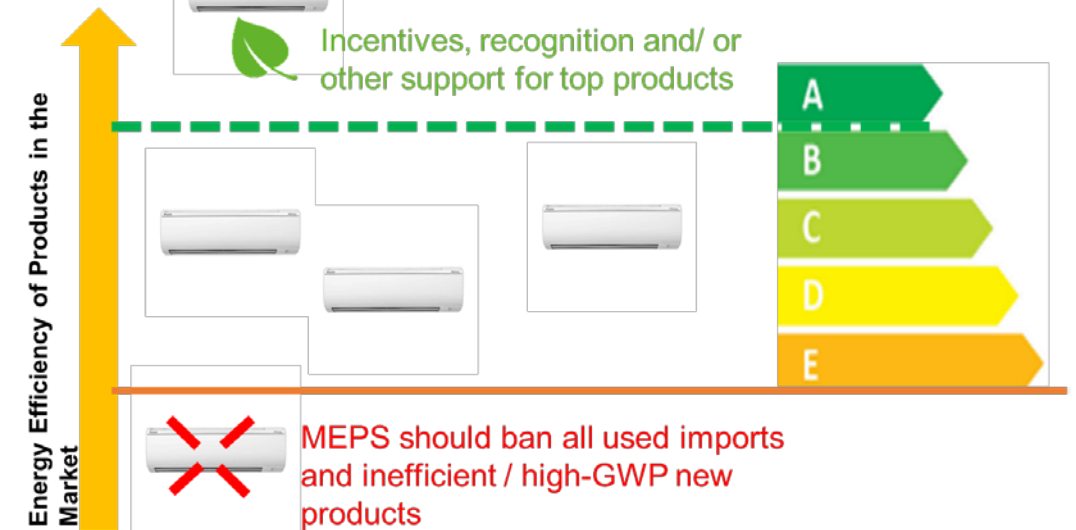 Energy Efficiency of Products in the
Market
Incentives, recognition and/ or
other support for top products
A
B
C
D
E
MEPS should ban all used imports
and inefficient / high-GWP new
products